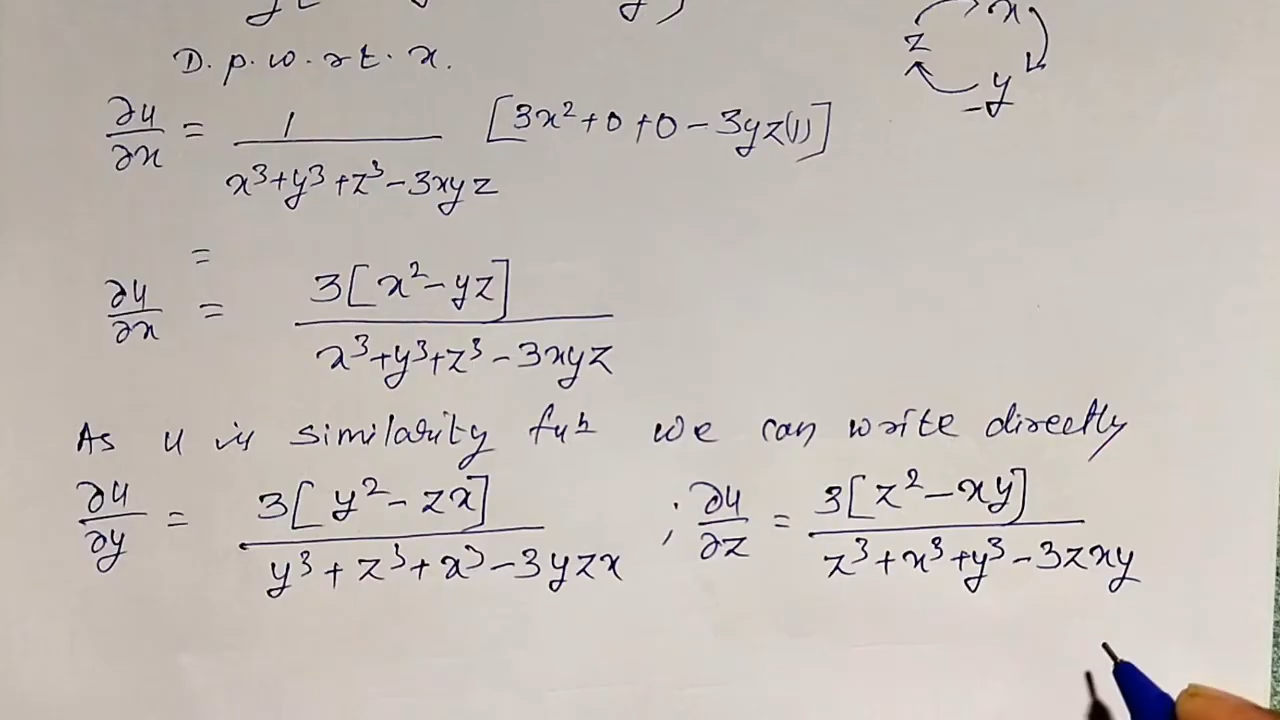 D. p. w. r. t. x.
z x y
∂u/∂x = 1/(x³+y³+z³-3xyz) [3x²+0+0-3yz(1)]
=
∂u/∂x = 3[x²-yz]/(x³+y³+z³-3xyz)
As u is similarity fun we can write directly
∂u/∂y = 3[y²-zx]/(y³+z³+x³-3yzx) ; ∂u/∂z = 3[z²-xy]/(z³+x³+y³-3zxy)